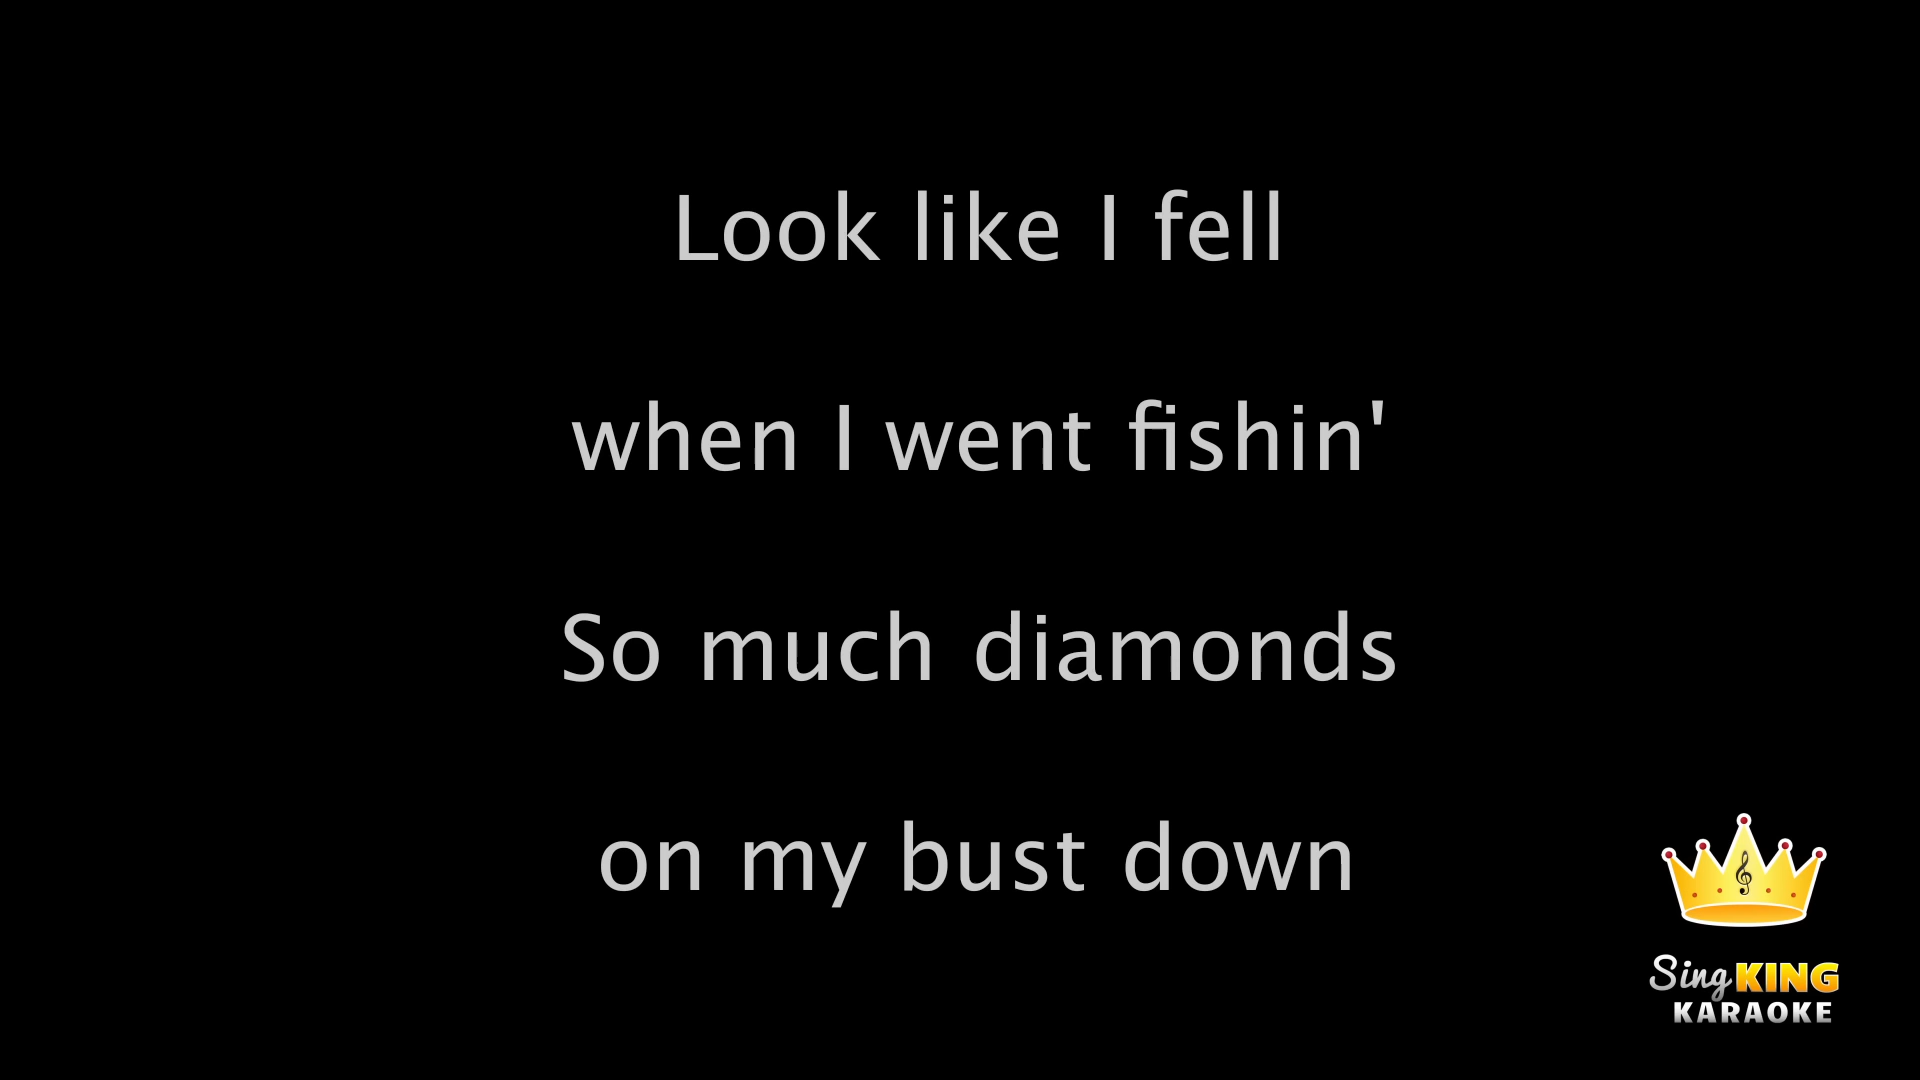 Look like I fell
when I went fishin'
So much diamonds
on my bust down
Sing KING
KARAOKE